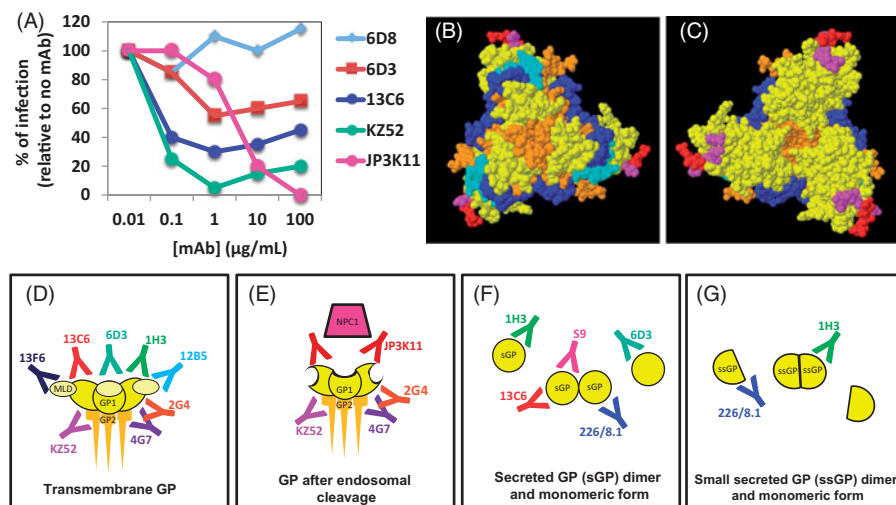 (A)
120
100
80
60
40
20
0
% of infection
(relative to no mAb)
0.01 0.1 1 10 100
[mAb] (µg/mL)
6D8
6D3
13C6
KZ52
JP3K11
(B)
(C)
(D)
13F6
13C6
6D3
1H3
12B5
MLD
GP1
GP2
2G4
KZ52
4G7
Transmembrane GP
(E)
NPC1
JP3K11
GP1
GP2
2G4
KZ52
4G7
GP after endosomal
cleavage
(F)
1H3
S9
6D3
sGP
sGP
sGP
13C6
226/8.1
Secreted GP (sGP) dimer
and monomeric form
(G)
1H3
ssGP
ssGP
ssGP
226/8.1
Small secreted GP (ssGP) dimer
and monomeric form